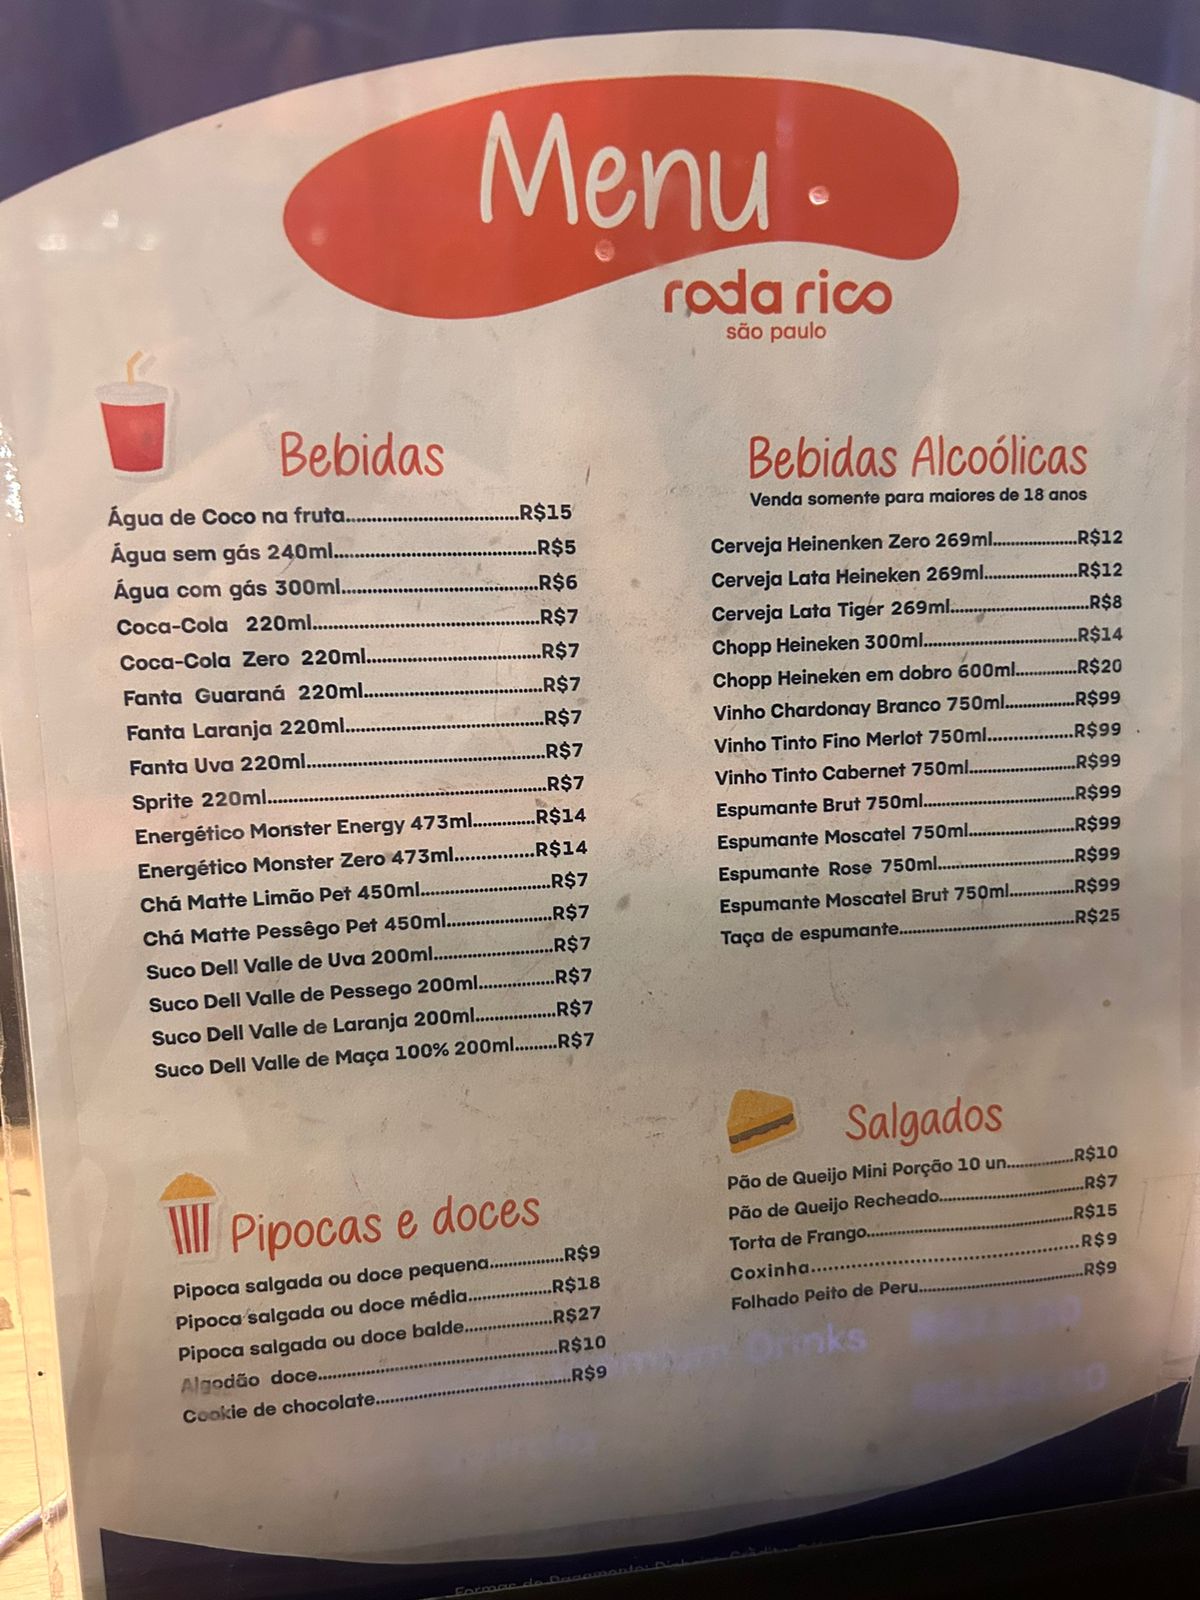 Menu
roda rico
são paulo
Bebidas
Água de Coco na fruta..............................R$15
Água sem gás 240ml...................................R$5
Água com gás 300ml..................................R$6
Coca-Cola 220ml.......................................R$7
Coca-Cola Zero 220ml..............................R$7
Fanta Guaraná 220ml...............................R$7
Fanta Laranja 220ml..................................R$7
Fanta Uva 220ml.........................................R$7
Sprite 220ml................................................R$7
Energético Monster Energy 473ml...........R$14
Energético Monster Zero 473ml..............R$14
Chá Matte Limão Pet 450ml.......................R$7
Chá Matte Pessêgo Pet 450ml..................R$7
Suco Dell Valle de Uva 200ml.....................R$7
Suco Dell Valle de Pessego 200ml.............R$7
Suco Dell Valle de Laranja 200ml..............R$7
Suco Dell Valle de Maça 100% 200ml.........R$7
Bebidas Alcoólicas
Venda somente para maiores de 18 anos
Cerveja Heinenken Zero 269ml.................R$12
Cerveja Lata Heineken 269ml...................R$12
Cerveja Lata Tiger 269ml............................R$8
Chopp Heineken 300ml...............................R$14
Chopp Heineken em dobro 600ml............R$20
Vinho Chardonay Branco 750ml..............R$99
Vinho Tinto Fino Merlot 750ml.................R$99
Vinho Tinto Cabernet 750ml.....................R$99
Espumante Brut 750ml..............................R$99
Espumante Moscatel 750ml.....................R$99
Espumante Rose 750ml...........................R$99
Espumante Moscatel Brut 750ml.............R$99
Taça de espumante...................................R$25
Pipocas e doces
Pipoca salgada ou doce pequena...............R$9
Pipoca salgada ou doce média.................R$18
Pipoca salgada ou doce balde..................R$27
Algodão doce................................................R$10
Cookie de chocolate.......................................R$9
Salgados
Pão de Queijo Mini Porção 10 un..............R$10
Pão de Queijo Recheado..............................R$7
Torta de Frango...........................................R$15
Coxinha........................................R$9
Folhado Peito de Peru.................................R$9
Drinks
Formas de Pagamento: Dinheiro, Crédito,